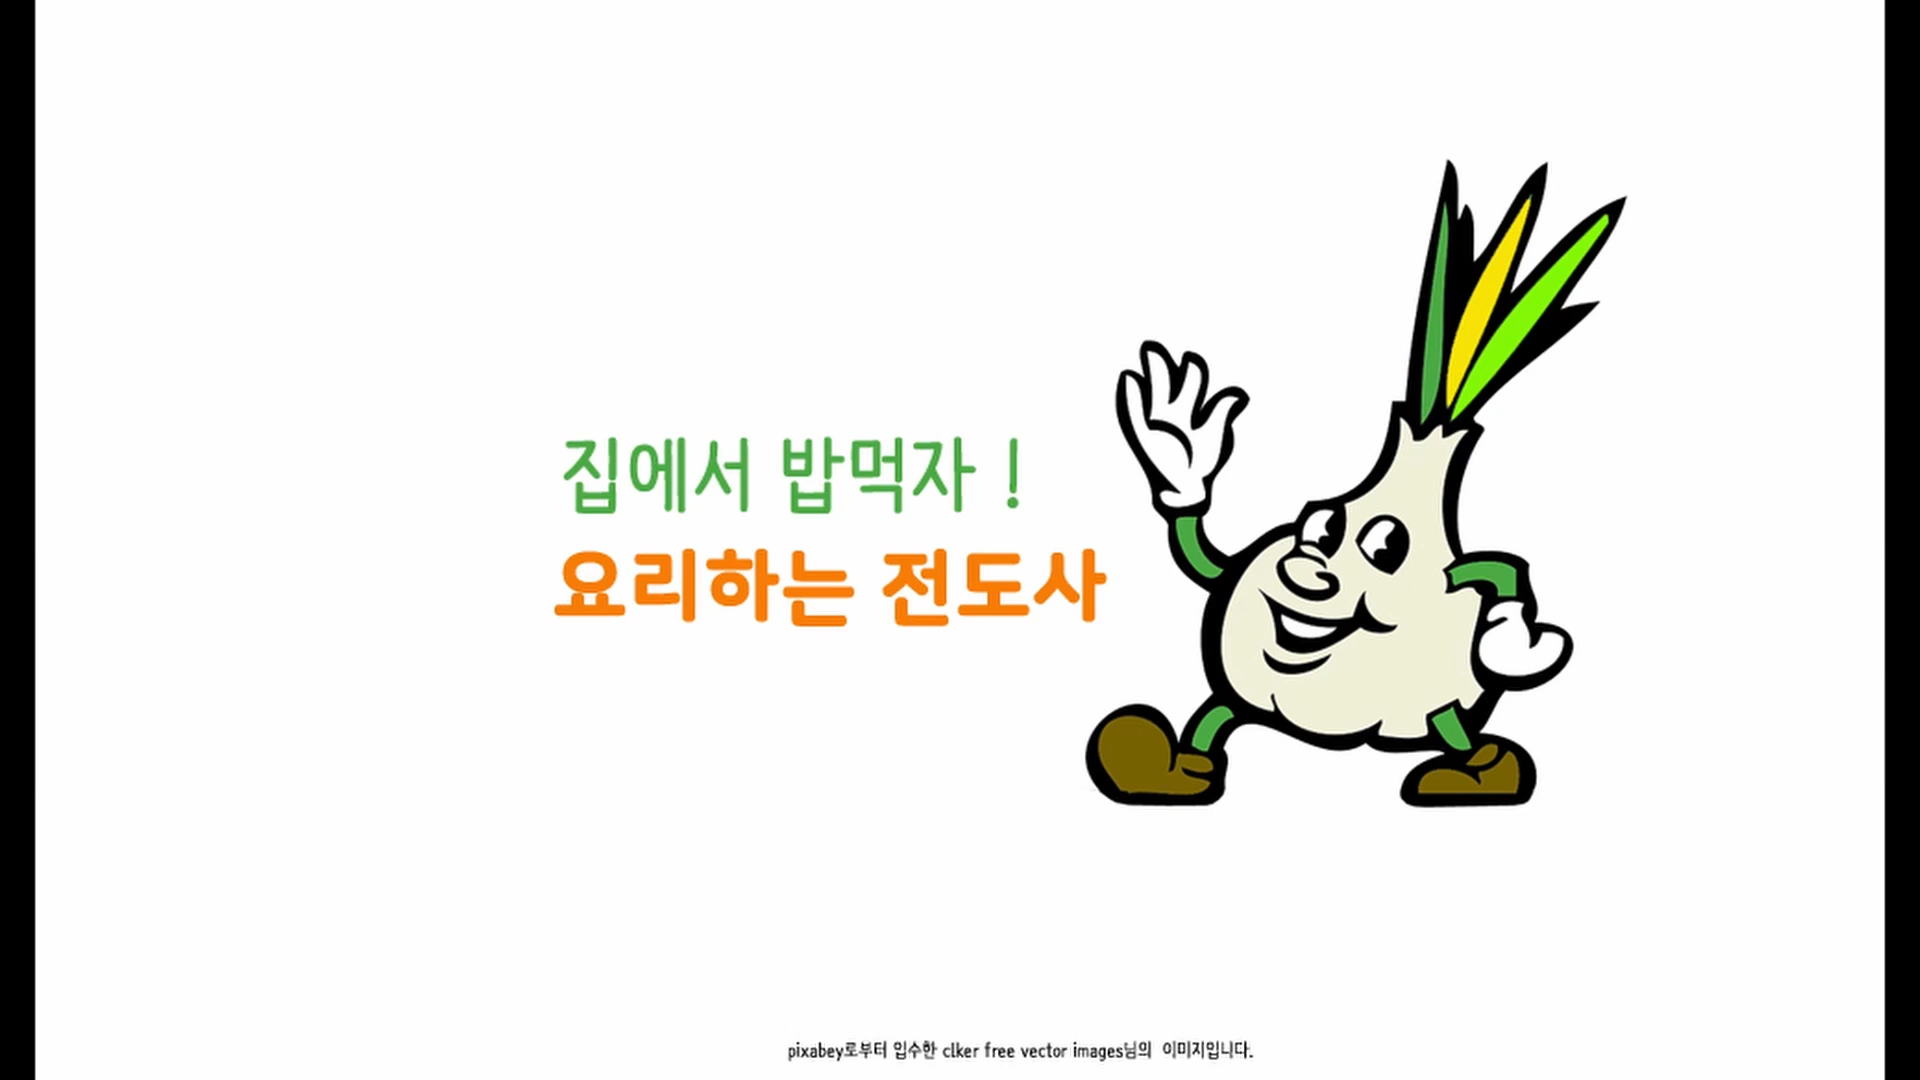 집에서 밥먹자 !
요리하는 전도사
pixabey로부터 입수한 clker free vector images님의 이미지입니다.